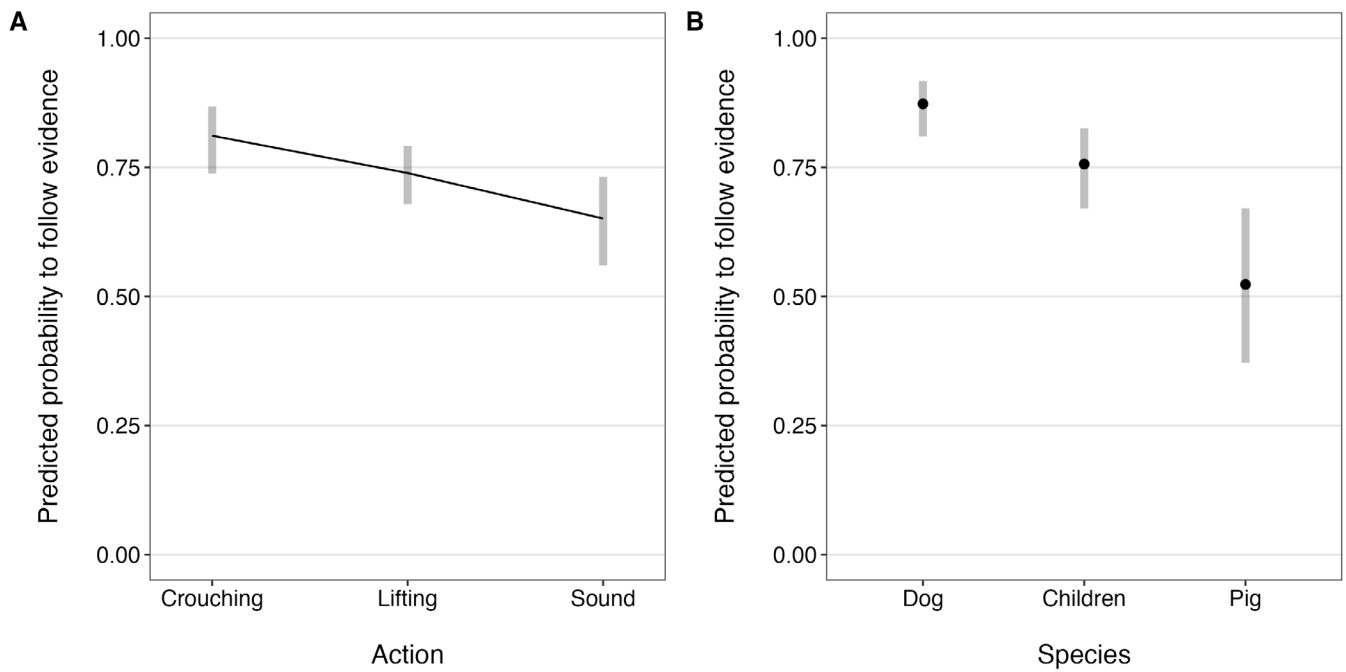 A
Predicted probability to follow evidence
1.00
0.75
0.50
0.25
0.00
Crouching
Lifting
Sound
Action
B
Predicted probability to follow evidence
1.00
0.75
0.50
0.25
0.00
Dog
Children
Pig
Species